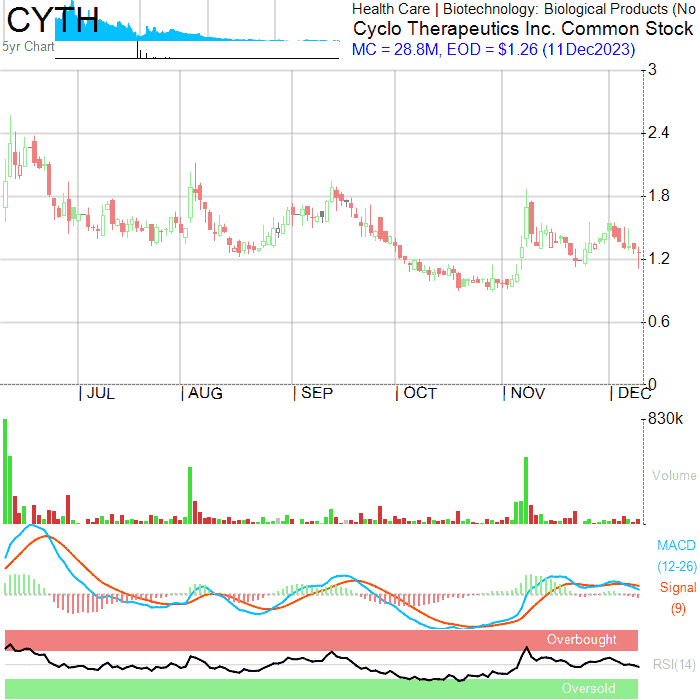 CYTH
5yr Chart
Health Care | Biotechnology: Biological Products (No
Cyclo Therapeutics Inc. Common Stock
MC = 28.8M, EOD = $1.26 (11Dec2023)
3
2.4
1.8
1.2
0.6
0
JUL
AUG
SEP
OCT
NOV
DEC
830k
Volume
MACD
(12-26)
Signal
(9)
Overbought
RSI(14)
Oversold